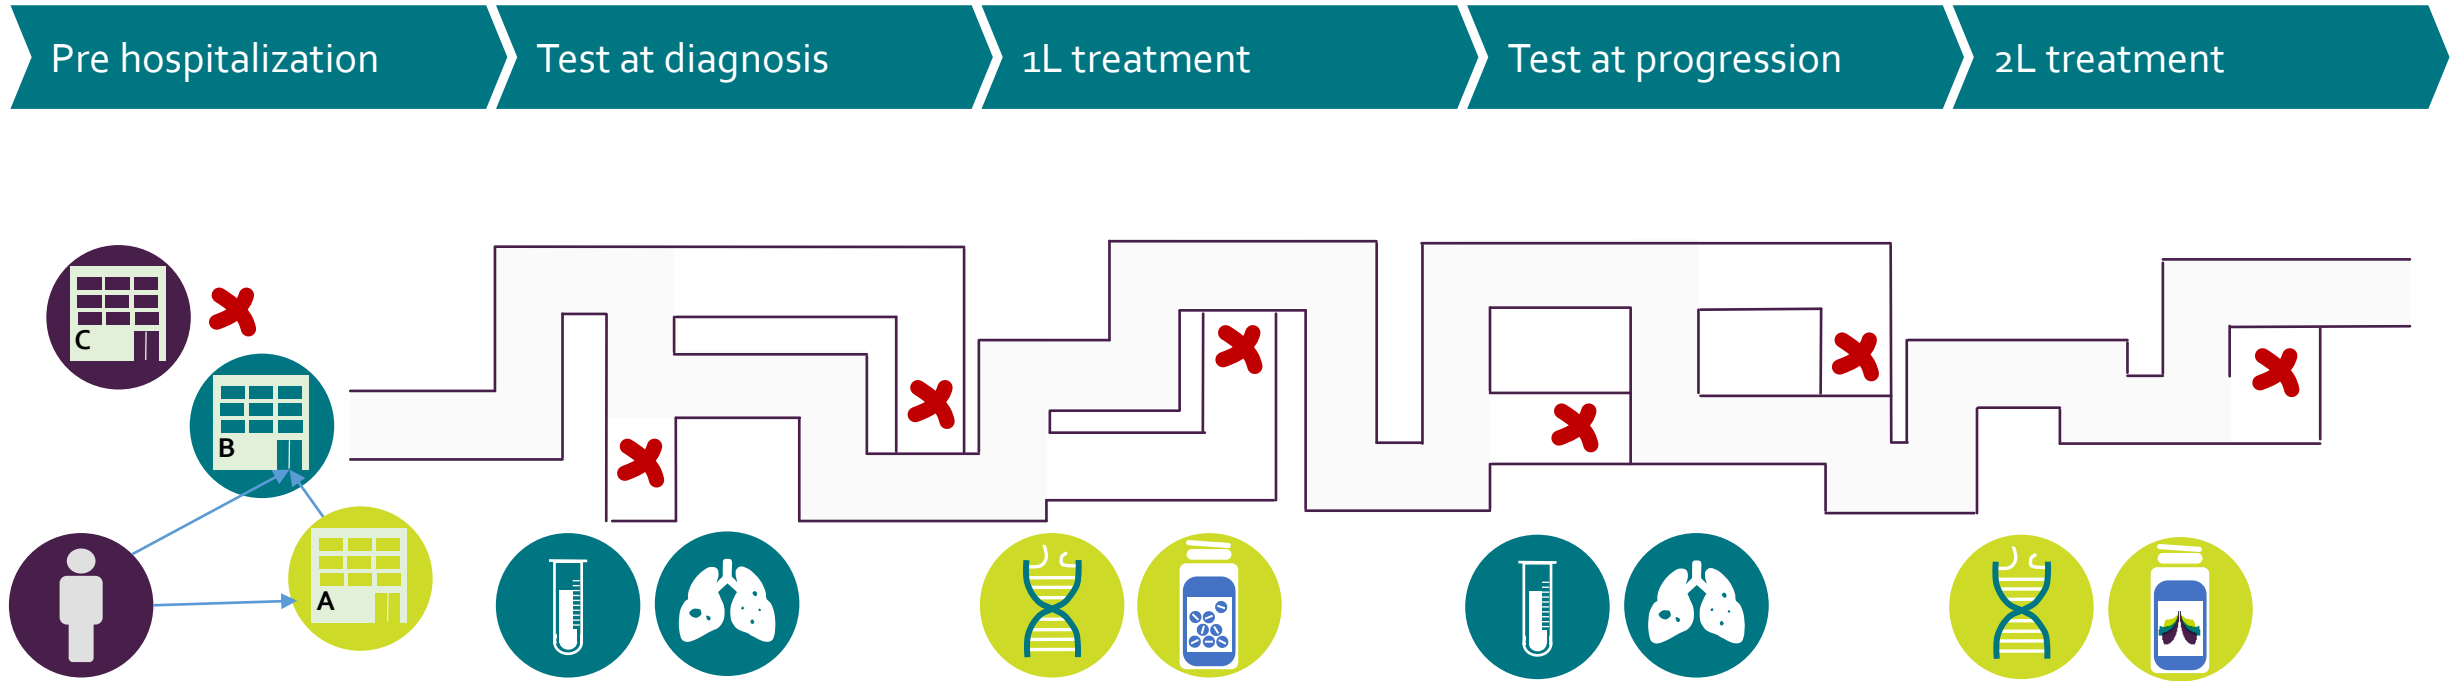 Pre hospitalization
Test at diagnosis
1L treatment
Test at progression
2L treatment
C
B
A